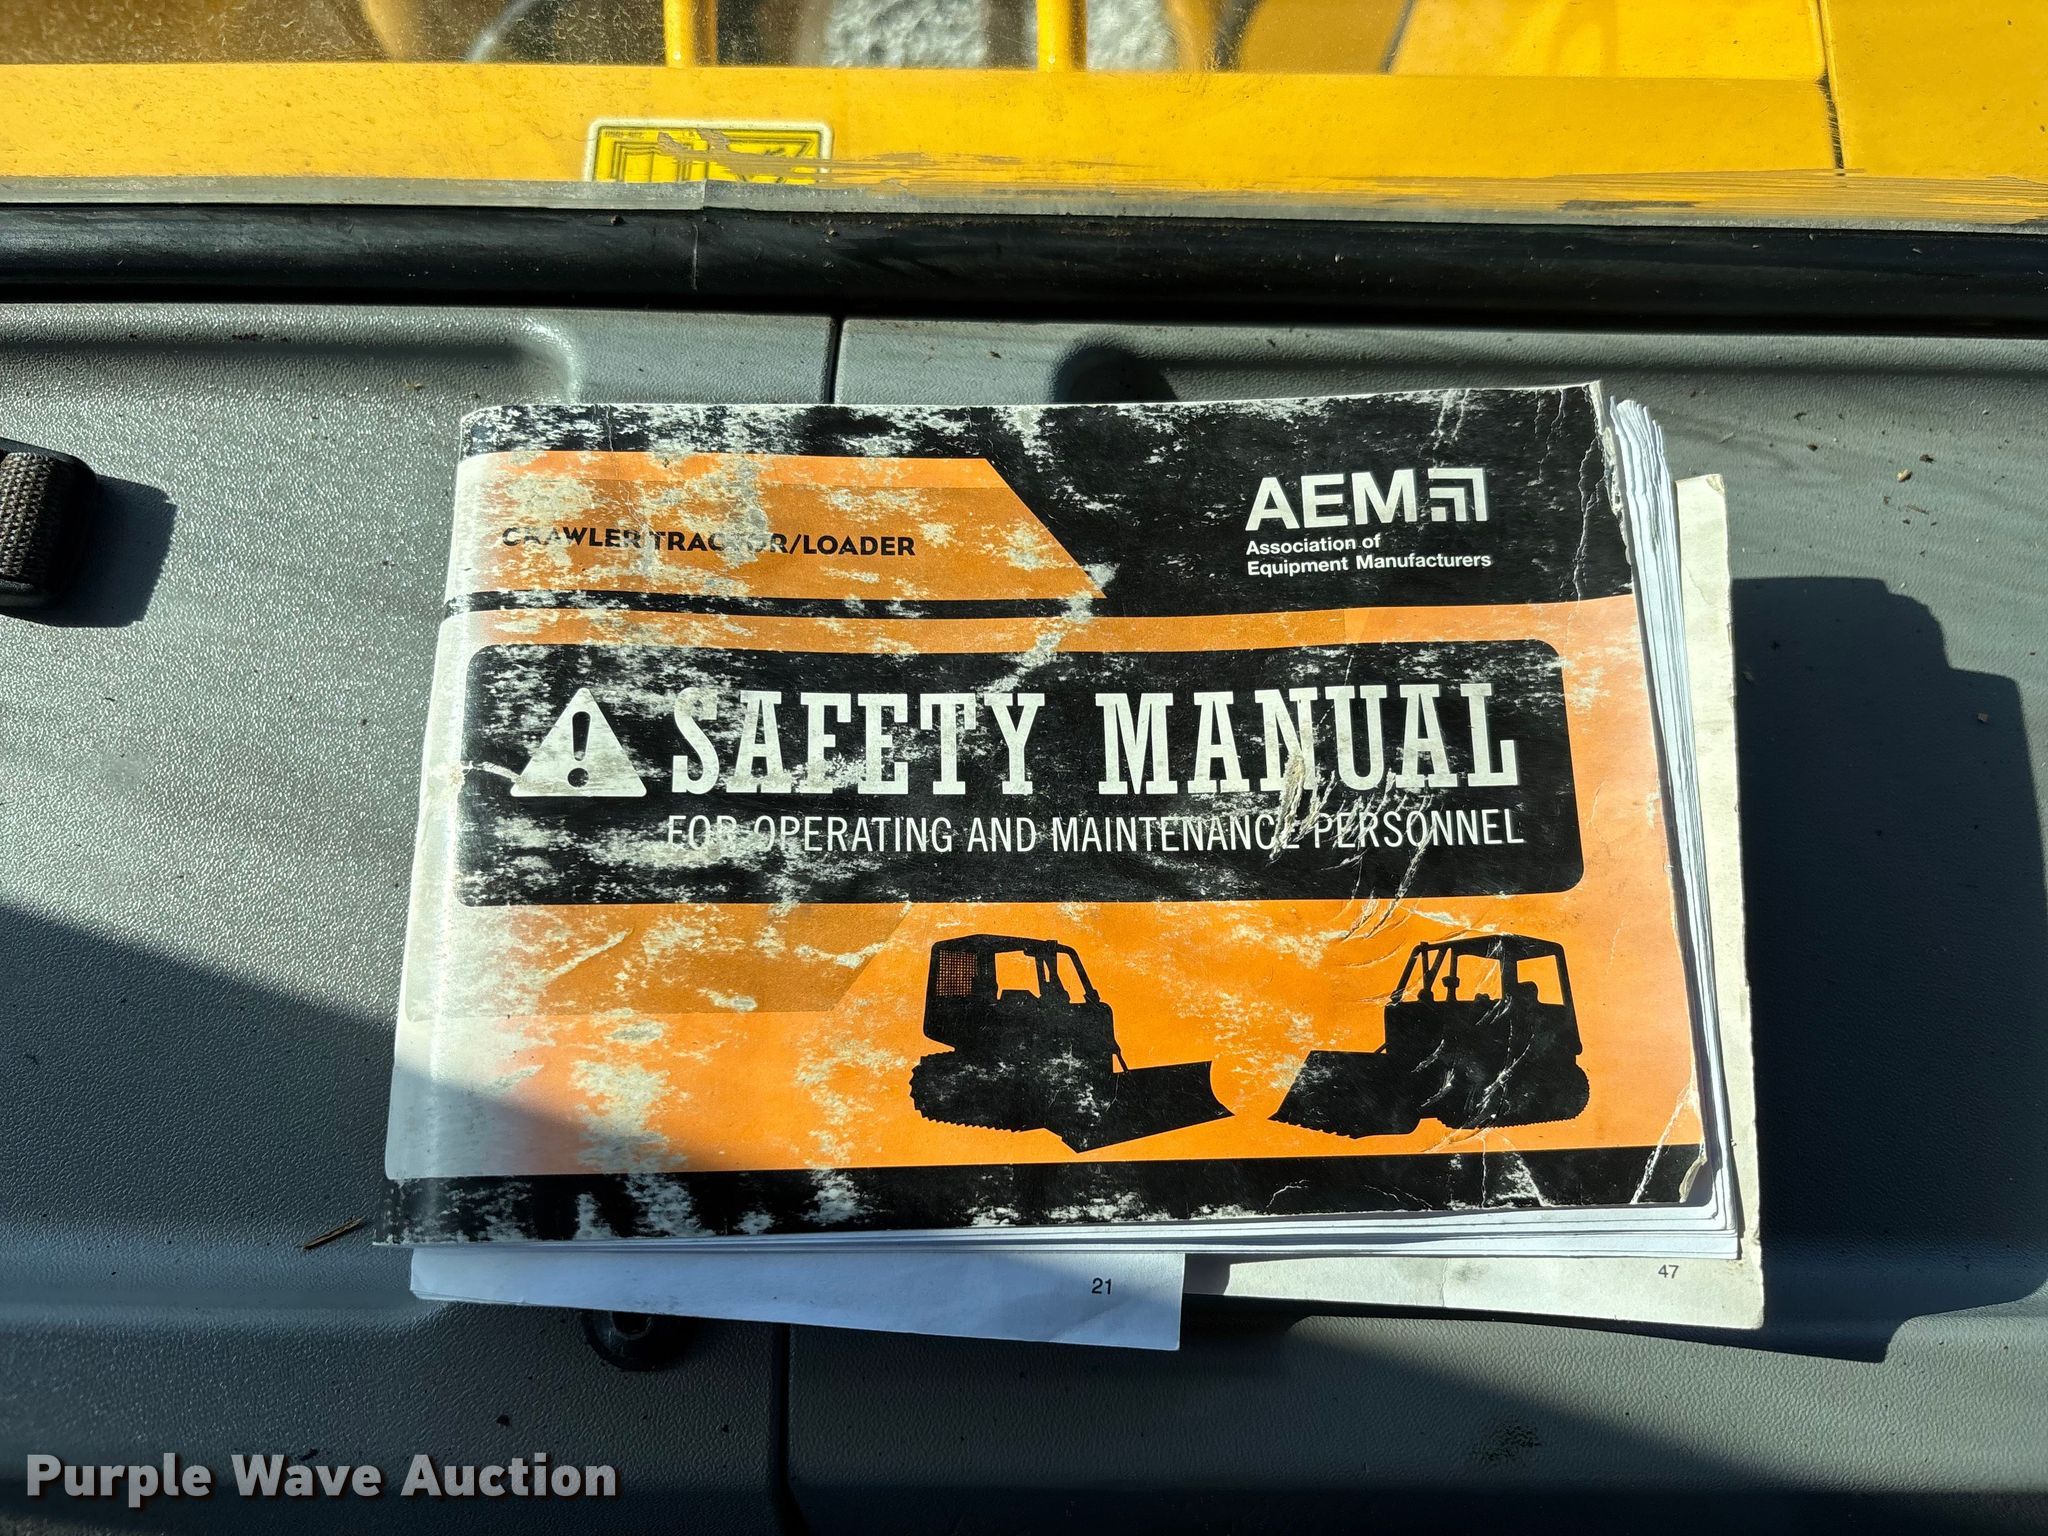 CRAWLER TRACTOR/LOADER
AEM
Association of
Equipment Manufacturers
SAFETY MANUAL
FOR OPERATING AND MAINTENANCE PERSONNEL
47
21
Purple Wave Auction